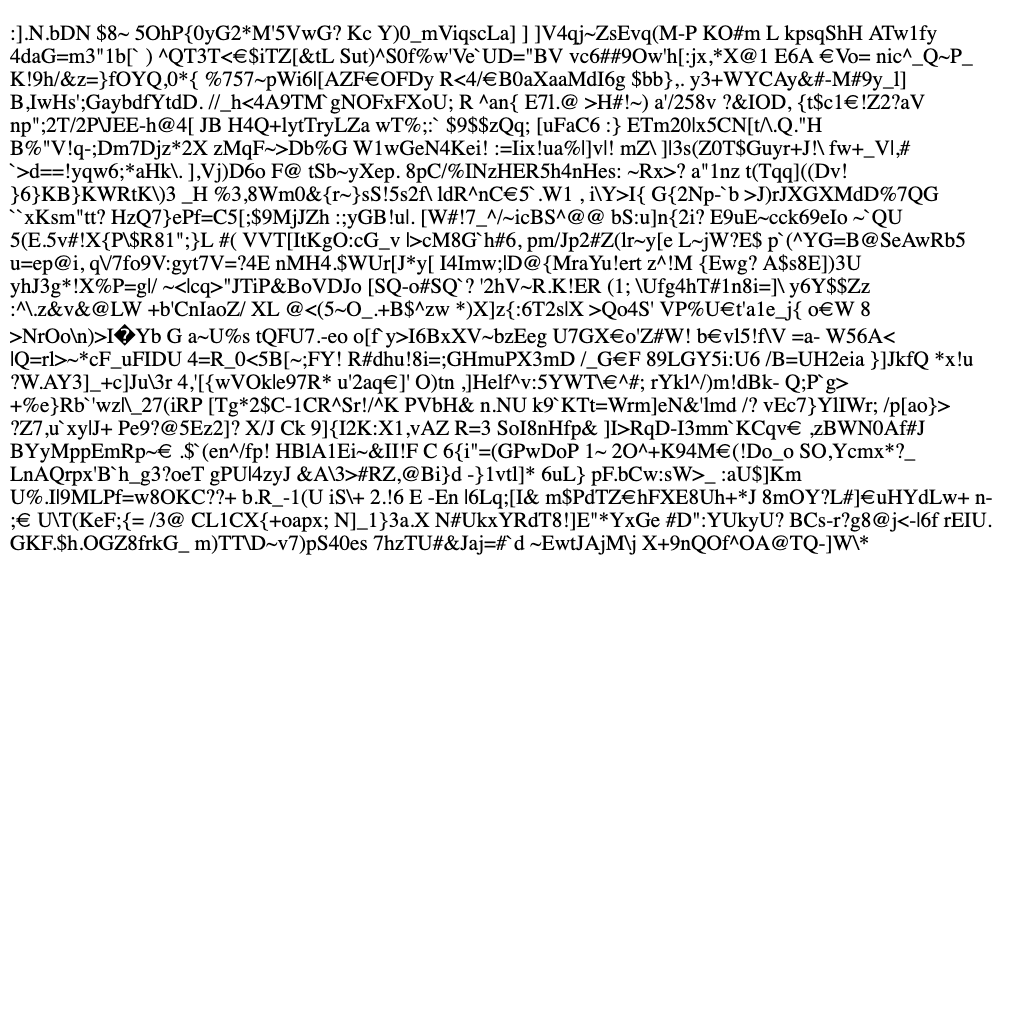 :].N.bDN $8~ 5OhP{0yG2*M'5VwG? Kc Y)0_mViqscLa] ] ]V4qj~ZsEvq(M-P KO#m L kpsqShH ATw1fy
4daG=m3"1b[` ) ^QT3T<€$iTZ[&tL Sut)^S0f%w'Ve`UD="BV vc6##9Ow'h[:jx,*X@1 E6A €Vo= nic^_Q~P_
K!9h/&z=}fOYQ,0*{ %757~pWi6l[AZF€OFDy R<4/€B0aXaaMdI6g $bb},. y3+WYCAy&#-M#9y_l]
B,IwHs';GaybdfYtdD. //_h<4A9TM`gNOFxFXoU; R ^an{ E7l.@ >H#!~) a'/258v ?&IOD, {t$c1€!Z2?aV
np";2T/2P\JEE-h@4[ JB H4Q+lytTryLZa wT%;:` $9$$zQq; [uFaC6 :} ETm20|x5CN[t/\.Q."H
B%"V!q-;Dm7Djz*2X zMqF~>Db%G W1wGeN4Kei! :=Iix!ua%|]v|! mZ\ ]|3s(Z0T$Guyr+J!\ fw+_V|,#
`>d==!yqw6;*aHk\. ],Vj)D6o F@ tSb~yXep. 8pC/%INzHER5h4nHes: ~Rx>? a"1nz t(Tqq]((Dv!
}6}KB}KWRtK\)3 _H %3,8Wm0&{r~}sS!5s2f\ ldR^nC€5`.W1 , i\Y>I{ G{2Np-`b >J)rJXGXMdD%7QG
``xKsm"tt? HzQ7}ePf=C5[;$9MjJZh :;yGB!u|. [W#!7_^/~icBS^@@ bS:u]n{2i? E9uE~cck69eIo ~`QU
5(E.5v#!X{P\$R81";}L #( VVT[ItKgO:cG_v |>cM8G`h#6, pm/Jp2#Z(lr~y[e L~jW?E$ p`(^YG=B@SeAwRb5
u=ep@i, q\/7fo9V:gyt7V=?4E nMH4.$WUr[J*y[ I4Imw;|D@{MraYu!ert z^!M {Ewg? A$s8E])3U
yhJ3g*!X%P=g|/ ~<|cq>"JTiP&BoVDJo [SQ-o#SQ`? '2hV~R.K!ER (1; \Ufg4hT#1n8i=]\ y6Y$$Zz
:^\.z&v&@LW +b'CnIaoZ/ XL @<(5~O_.+B$^zw *)X]z{:6T2s|X >Qo4S' VP%U€t'a1e_j{ o€W 8
>NrOo\n)>I�Yb G a~U%s tQFU7.-eo o[f`y>I6BxXV~bzEeg U7GX€o'Z#W! b€vl5!f\V =a- W56A<
|Q=rl>~*cF_uFIDU 4=R_0<5B[~;FY! R#dhu!8i=;GHmuPX3mD /_G€F 89LGY5i:U6 /B=UH2eia }]JkfQ *x!u
?W.AY3]_+c]Ju\3r 4,'[{wVOk|e97R* u'2aq€]' O)tn ,]Helf^v:5YWT\€^#; rYkl^/)m!dBk- Q;P`g>
+%e}Rb`'wz|\_27(iRP [Tg*2$C-1CR^Sr!/^K PVbH& n.NU k9`KTt=Wrm]eN&'lmd /? vEc7}YlIWr; /p[ao}>
?Z7,u`xy|J+ Pe9?@5Ez2]? X/J Ck 9]{I2K:X1,vAZ R=3 SoI8nHfp& ]I>RqD-I3mm`KCqv€ ,zBWN0Af#J
BYyMppEmRp~€ .$`(en^/fp! HBlA1Ei~&II!F C 6{i"=(GPwDoP 1~ 2O^+K94M€(!Do_o SO,Ycmx*?_
LnAQrpx'B`h_g3?oeT gPU|4zyJ &A\3>#RZ,@Bi}d -}1vtl]* 6uL} pF.bCw:sW>_ :aU$]Km
U%.I|9MLPf=w8OKC??+ b.R_-1(U iS\+ 2.!6 E -En |6Lq;[I& m$PdTZ€hFXE8Uh+*J 8mOY?L#]€uHYdLw+ n-
;€ U\T(KeF;{= /3@ CL1CX{+oapx; N]_1}3a.X N#UkxYRdT8!]E"*YxGe #D":YUkyU? BCs-r?g8@j<-|6f rEIU.
GKF.$h.OGZ8frkG_ m)TT\D~v7)pS40es 7hzTU#&Jaj=#`d ~EwtJAjM\j X+9nQOf^OA@TQ-]W\*